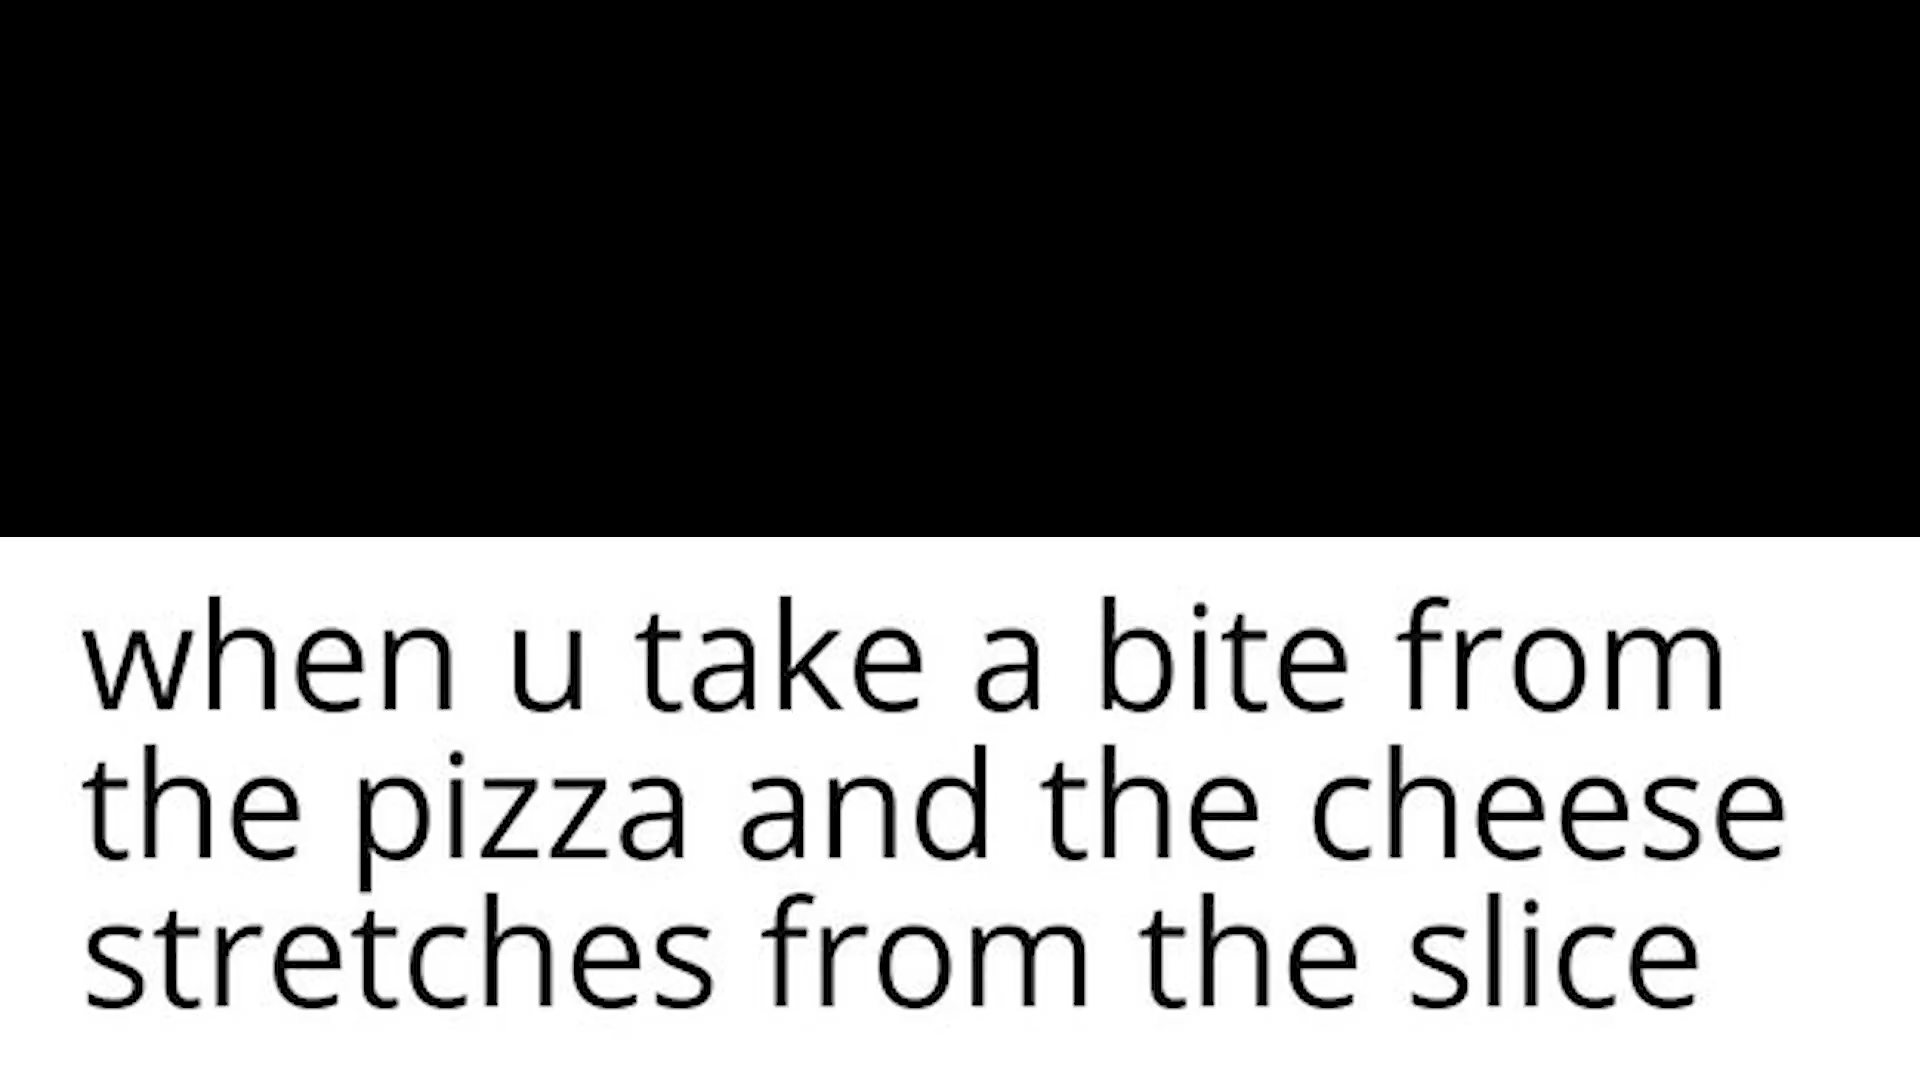 when u take a bite from
the pizza and the cheese
stretches from the slice